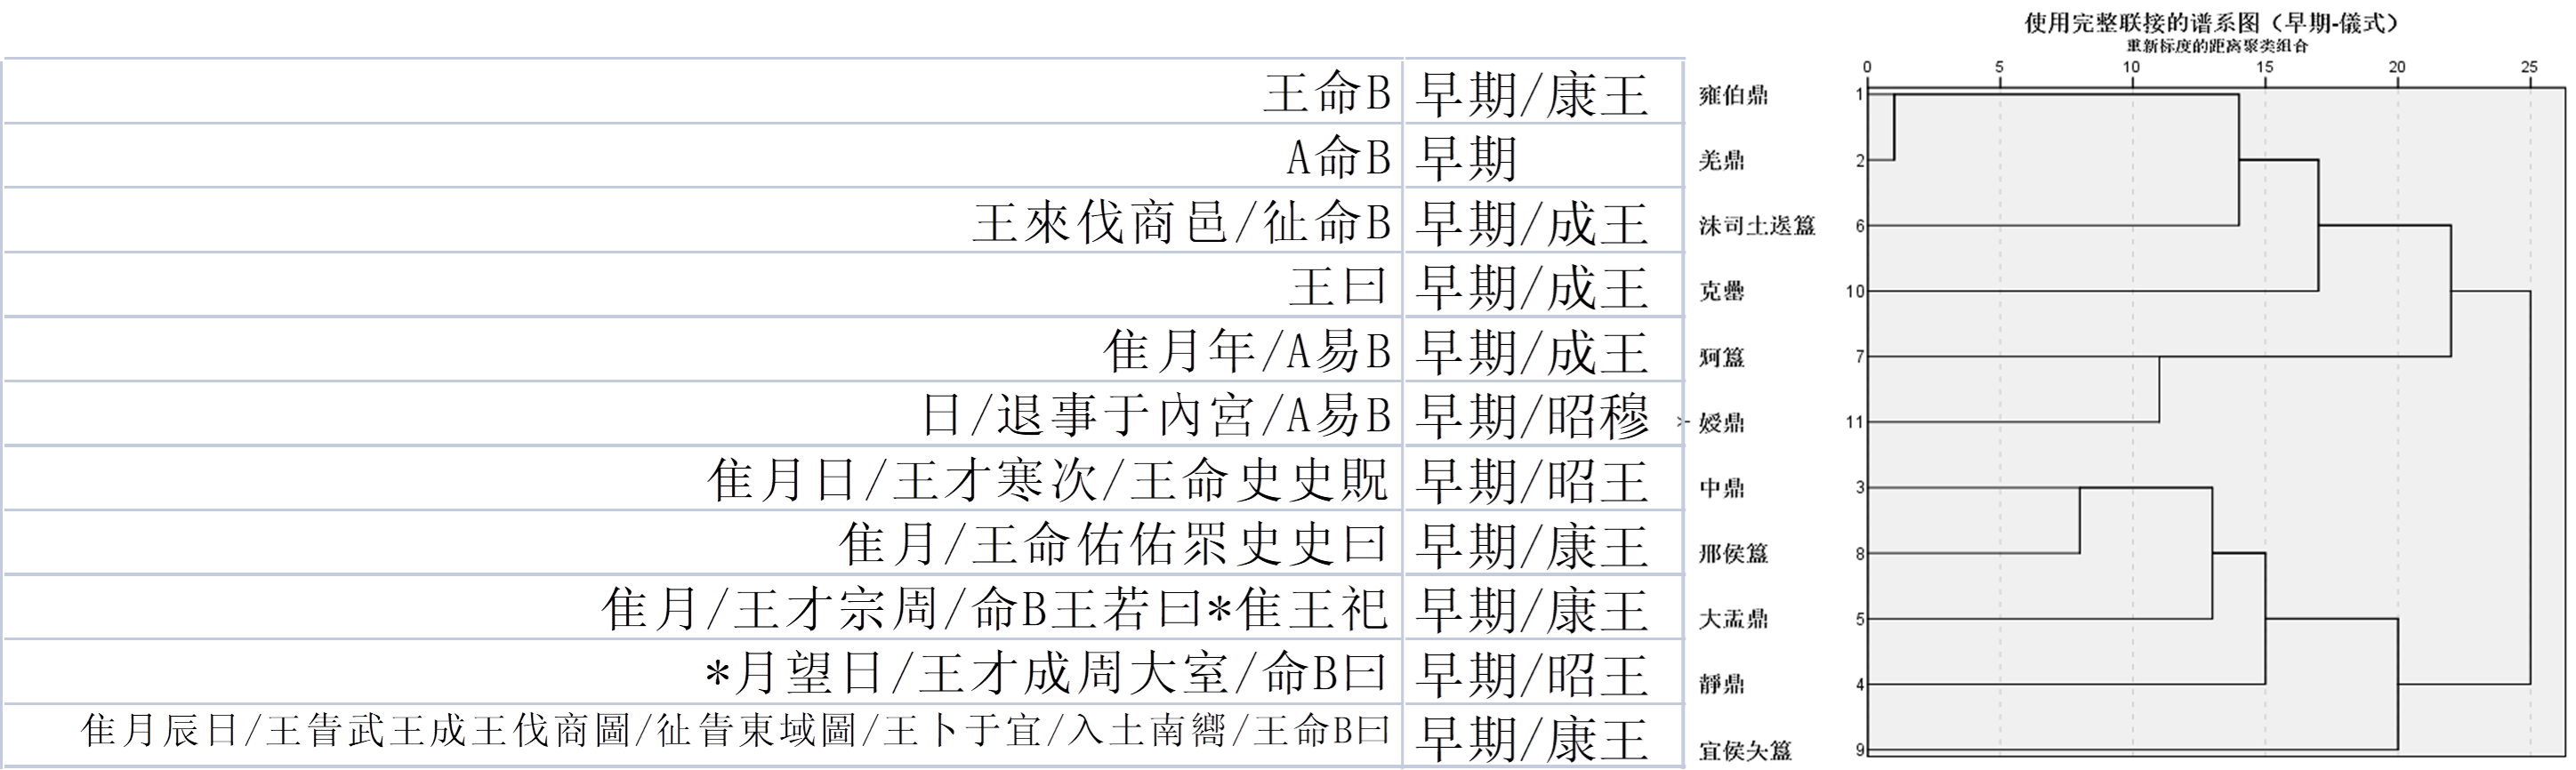 使用完整联接的谱系图（早期-儀式）
重新标度的距离聚类组合
0 5 10 15 20 25
王命B 早期/康王 雍伯鼎 1
A命B 早期 羌鼎 2
王來伐商邑/征命B 早期/成王 沬司土逘簋 6
王曰 早期/成王 克罍 10
隹月年/A易B 早期/成王 𤞷簋 7
日/退事于內宮/A易B 早期/昭穆 嫒鼎 11
隹月日/王才寒次/王命史史貺 早期/昭王 中鼎 3
隹月/王命佑佑眔史史曰 早期/康王 邢侯簋 8
隹月/王才宗周/命B王若曰*隹王祀 早期/康王 大盂鼎 5
*月望日/王才成周大室/命B曰 早期/昭王 靜鼎 4
隹月辰日/王眚武王成王伐商圖/征眚東域圖/王卜于宜/入土南嚮/王命B曰 早期/康王 宜侯夨簋 9